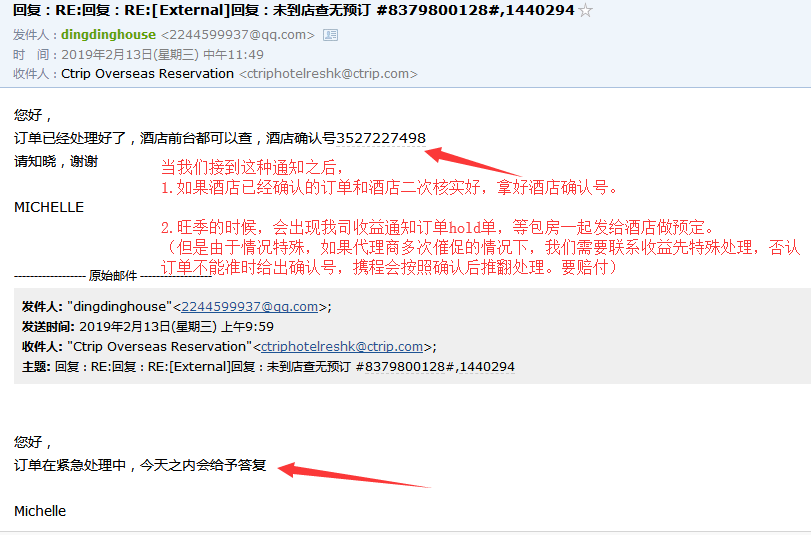 回复：RE:回复：RE:[External]回复：未到店查无预订 #8379800128#,1440294☆
发件人：dingdinghouse <2244599937@qq.com>
时　间：2019年2月13日(星期三) 中午11:49
收件人：Ctrip Overseas Reservation <ctriphotelreshk@ctrip.com>
您好，
订单已经处理好了，酒店前台都可以查，酒店确认号3527227498
请知晓，谢谢
当我们接到这种通知之后，
1.如果酒店已经确认的订单和酒店二次核实好，拿好酒店确认号。
MICHELLE
2.旺季的时候，会出现我司收益通知订单hold单，等包房一起发给酒店做预定。
（但是由于情况特殊，如果代理商多次催促的情况下，我们需要联系收益先特殊处理，否认
订单不能准时给出确认号，携程会按照确认后推翻处理。要赔付）
------------------ 原始邮件 ------------------
发件人: "dingdinghouse"<2244599937@qq.com>;
发送时间: 2019年2月13日(星期三) 上午9:59
收件人: "Ctrip Overseas Reservation"<ctriphotelreshk@ctrip.com>;
主题: 回复：RE:回复：RE:[External]回复：未到店查无预订 #8379800128#,1440294
您好，
订单在紧急处理中，今天之内会给予答复
Michelle